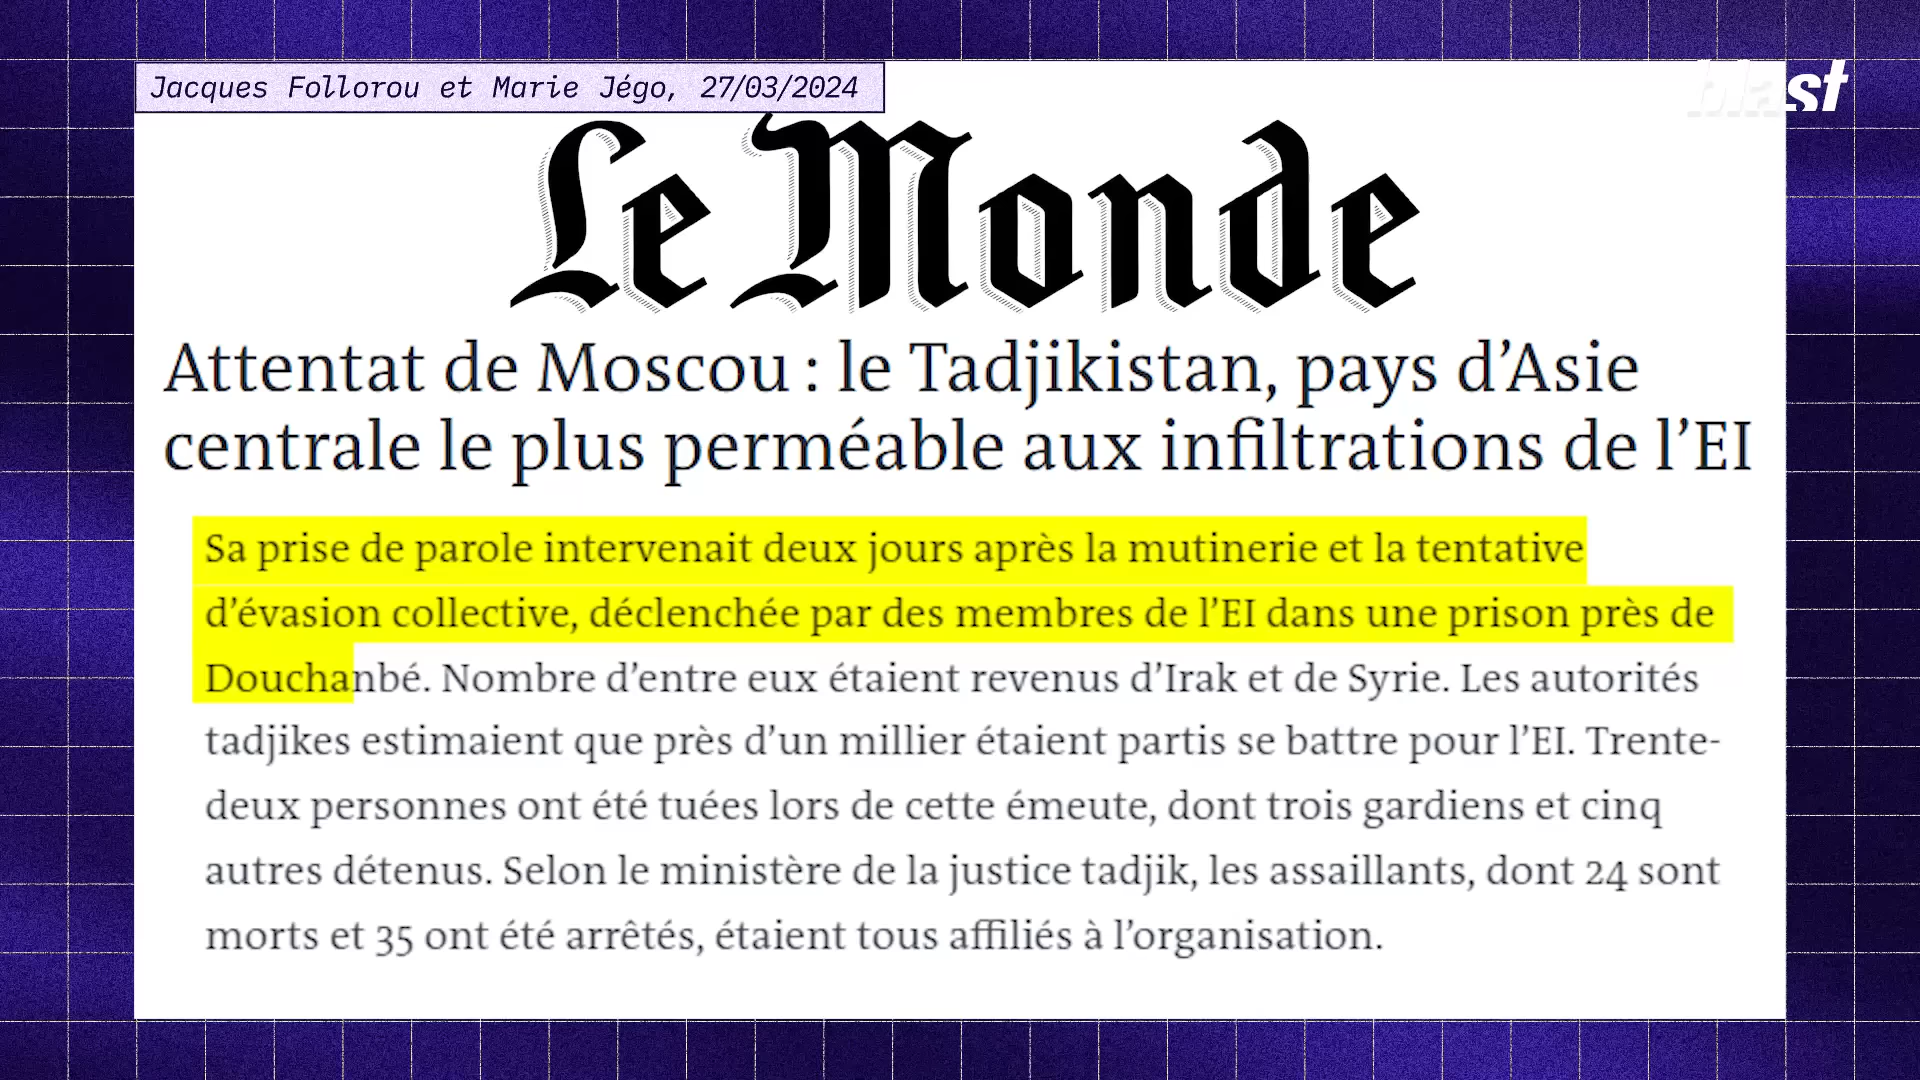 Jacques Follorou et Marie Jégo, 27/03/2024
blast
Le Monde
Attentat de Moscou : le Tadjikistan, pays d’Asie
centrale le plus perméable aux infiltrations de l’EI
Sa prise de parole intervenait deux jours après la mutinerie et la tentative
d’évasion collective, déclenchée par des membres de l’EI dans une prison près de
Douchanbé. Nombre d’entre eux étaient revenus d’Irak et de Syrie. Les autorités
tadjikes estimaient que près d’un millier étaient partis se battre pour l’EI. Trente-
deux personnes ont été tuées lors de cette émeute, dont trois gardiens et cinq
autres détenus. Selon le ministère de la justice tadjik, les assaillants, dont 24 sont
morts et 35 ont été arrêtés, étaient tous affiliés à l’organisation.